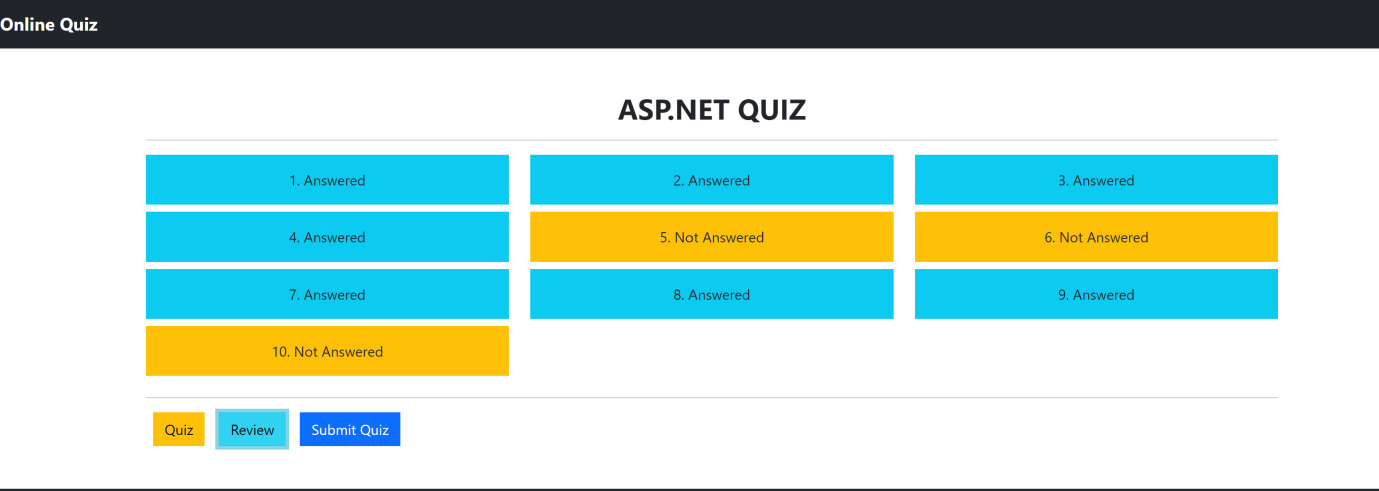 Online Quiz
ASP.NET QUIZ
1. Answered
2. Answered
3. Answered
4. Answered
5. Not Answered
6. Not Answered
7. Answered
8. Answered
9. Answered
10. Not Answered
Quiz
Review
Submit Quiz